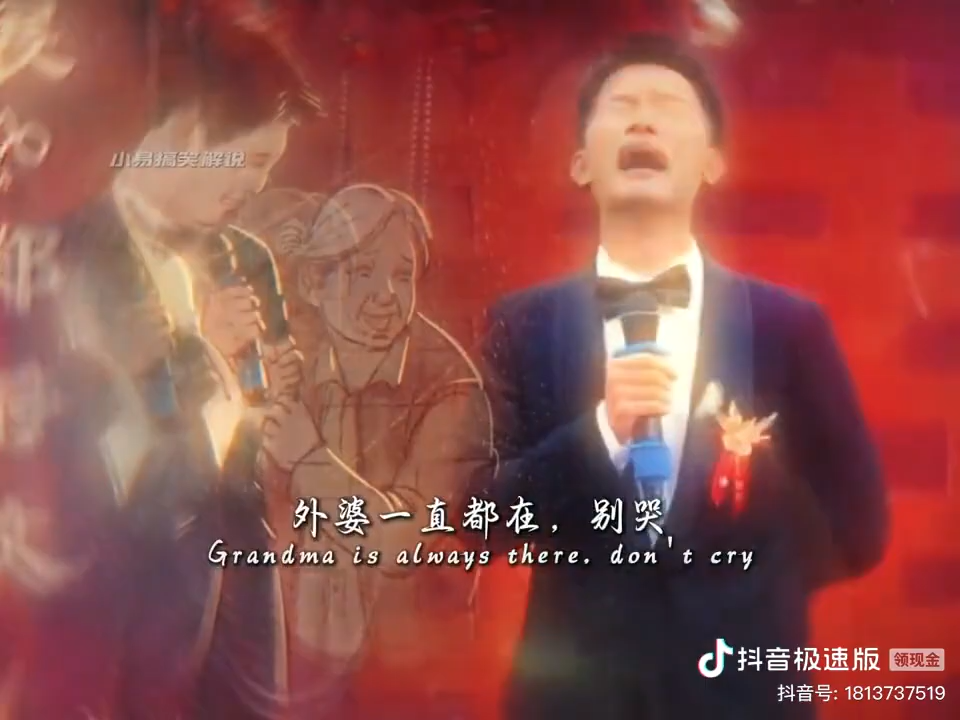 小易搞笑解说
外婆一直都在，别哭
Grandma is always there. don't cry
抖音极速版 领现金
抖音号: 1813737519